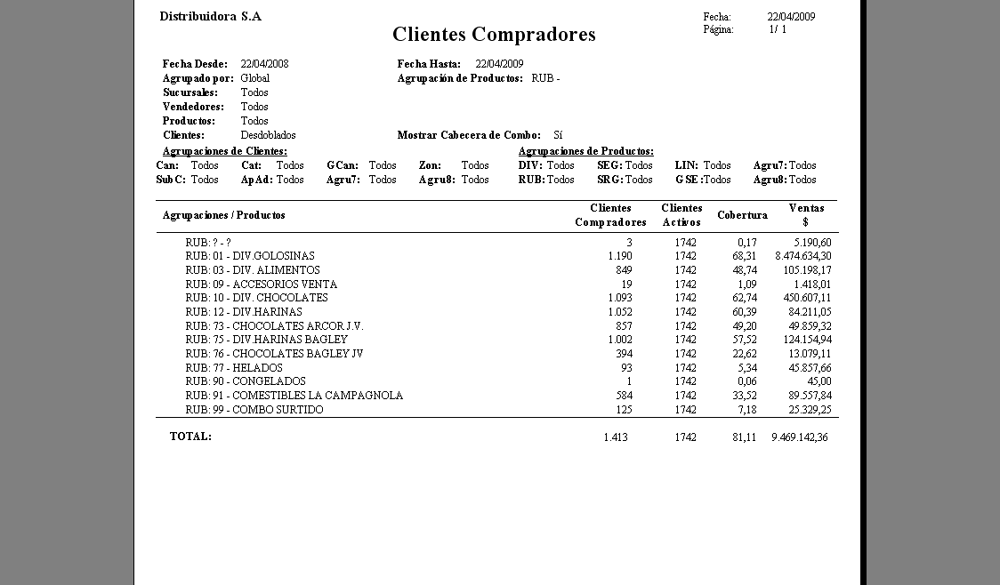 Distribuidora S.A
Fecha: 22/04/2009
Clientes Compradores
Página: 1/ 1
Fecha Desde: 22/04/2008 Fecha Hasta: 22/04/2009
Agrupado por: Global Agrupación de Productos: RUB -
Sucursales: Todos
Vendedores: Todos
Productos: Todos
Clientes: Desdoblados Mostrar Cabecera de Combo: Sí
Agrupaciones de Clientes: Agrupaciones de Productos:
Can: Todos Cat: Todos GCan: Todos Zon: Todos DIV: Todos SEG: Todos LIN: Todos Agru7: Todos
SubC: Todos ApAd: Todos Agru7: Todos Agru8: Todos RUB: Todos SRG: Todos GSE: Todos Agru8: Todos
Agrupaciones / Productos Clientes Compradores Clientes Activos Cobertura Ventas $
RUB: ? - ? 3 1742 0,17 5.190,60
RUB: 01 - DIV.GOLOSINAS 1.190 1742 68,31 8.474.634,30
RUB: 03 - DIV. ALIMENTOS 849 1742 48,74 105.198,17
RUB: 09 - ACCESORIOS VENTA 19 1742 1,09 1.418,01
RUB: 10 - DIV. CHOCOLATES 1.093 1742 62,74 450.607,11
RUB: 12 - DIV.HARINAS 1.052 1742 60,39 84.211,05
RUB: 73 - CHOCOLATES ARCOR J.V. 857 1742 49,20 49.859,32
RUB: 75 - DIV.HARINAS BAGLEY 1.002 1742 57,52 124.154,94
RUB: 76 - CHOCOLATES BAGLEY JV 394 1742 22,62 13.079,11
RUB: 77 - HELADOS 93 1742 5,34 45.857,66
RUB: 90 - CONGELADOS 1 1742 0,06 45,00
RUB: 91 - COMESTIBLES LA CAMPAGNOLA 584 1742 33,52 89.557,84
RUB: 99 - COMBO SURTIDO 125 1742 7,18 25.329,25
TOTAL: 1.413 1742 81,11 9.469.142,36